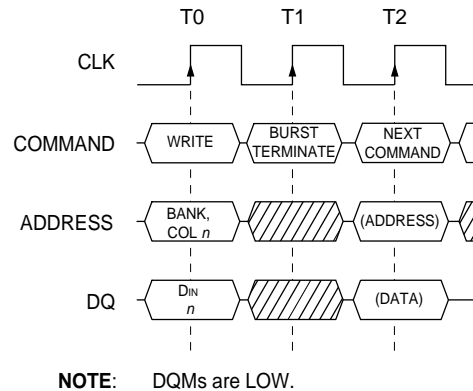 T0 T1 T2
CLK
COMMAND WRITE BURST TERMINATE NEXT COMMAND
ADDRESS BANK, COL n (ADDRESS)
DQ DIN n (DATA)
NOTE: DQMs are LOW.